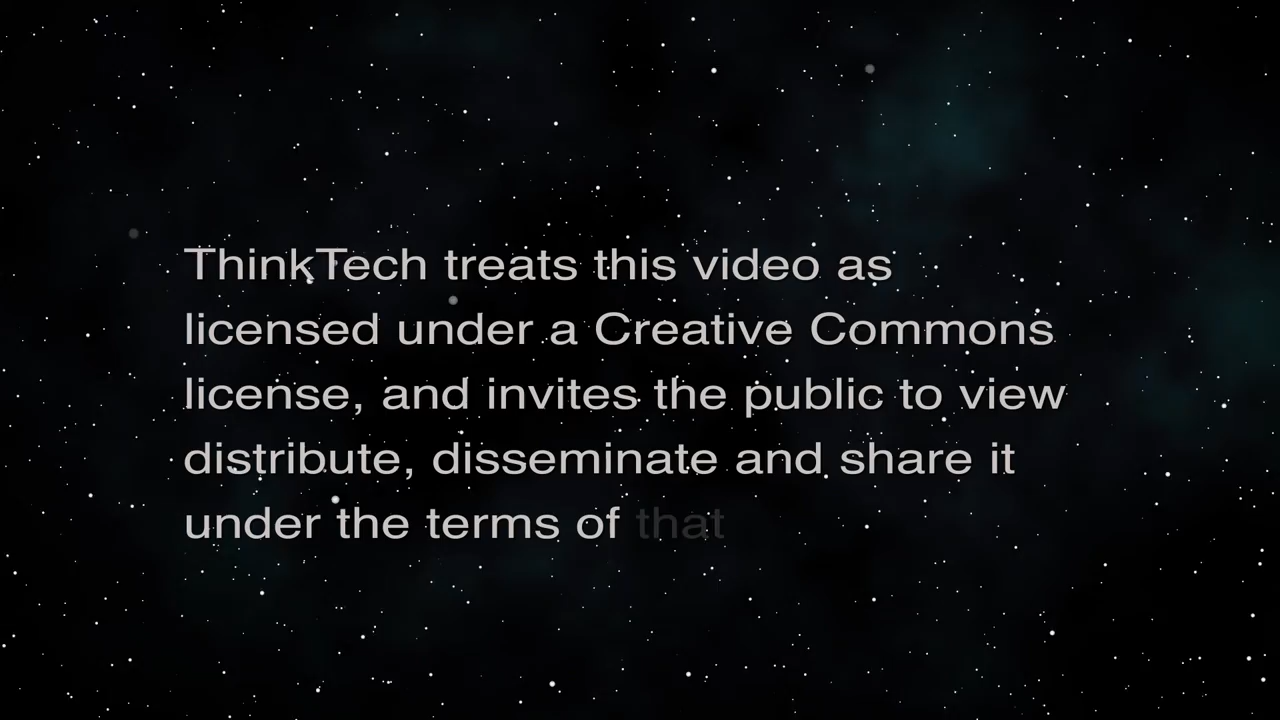 ThinkTech treats this video as
licensed under a Creative Commons
license, and invites the public to view
distribute, disseminate and share it
under the terms of that